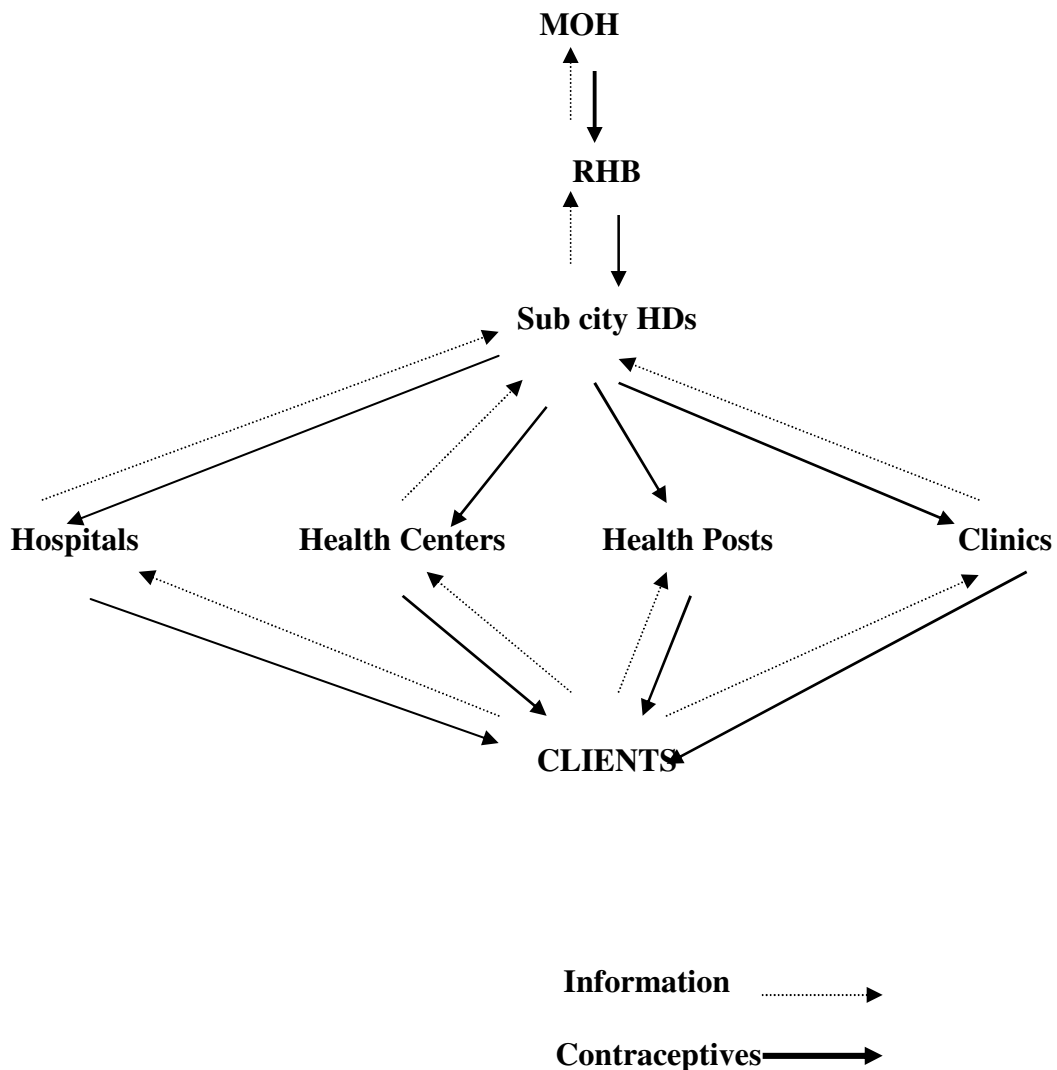 MOH
RHB
Sub city HDs
Hospitals Health Centers Health Posts Clinics
CLIENTS
Information
Contraceptives